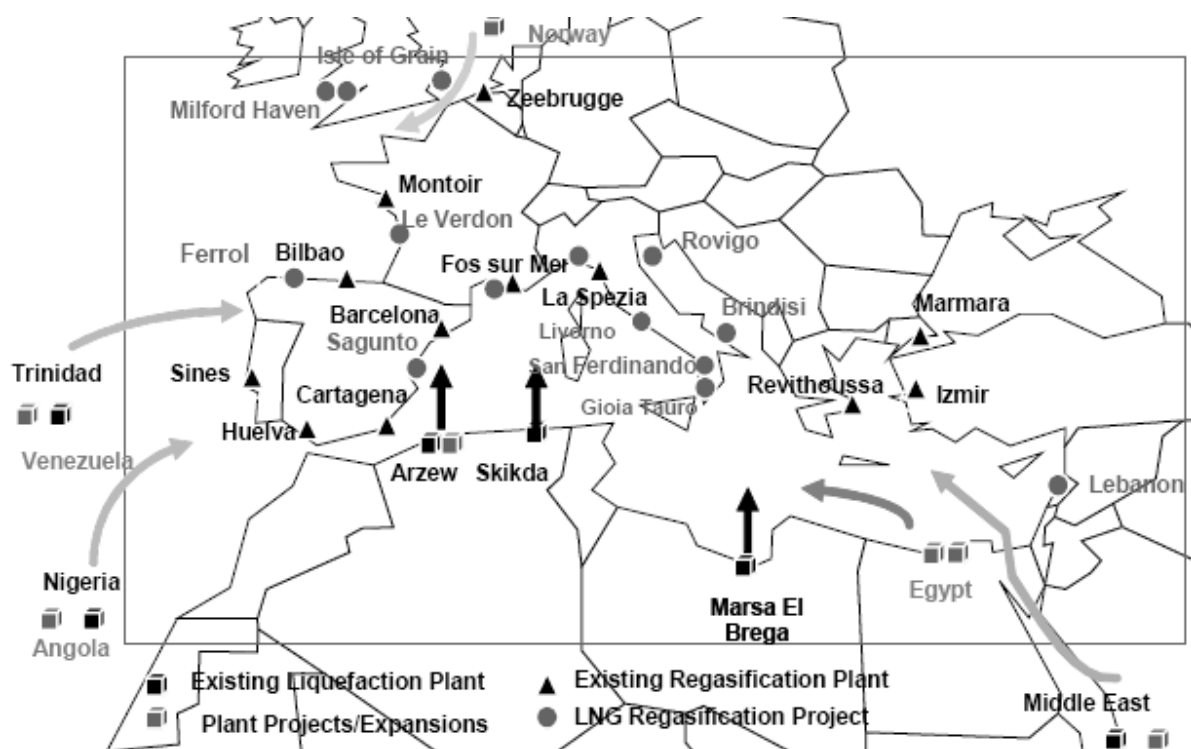 Norway
Isle of Grain
Zeebrugge
Milford Haven
Montoir
Le Verdon
Rovigo
Ferrol
Bilbao
Fos sur Mer
La Spezia
Brindisi
Marmara
Barcelona
Livorno
Sagunto
San Ferdinando
Trinidad
Sines
Cartagena
Revithoussa
Izmir
Gioia Tauro
Huelva
Venezuela
Arzew
Skikda
Lebanon
Nigeria
Egypt
Angola
Marsa El
Brega
Existing Liquefaction Plant
Existing Regasification Plant
Plant Projects/Expansions
LNG Regasification Project
Middle East